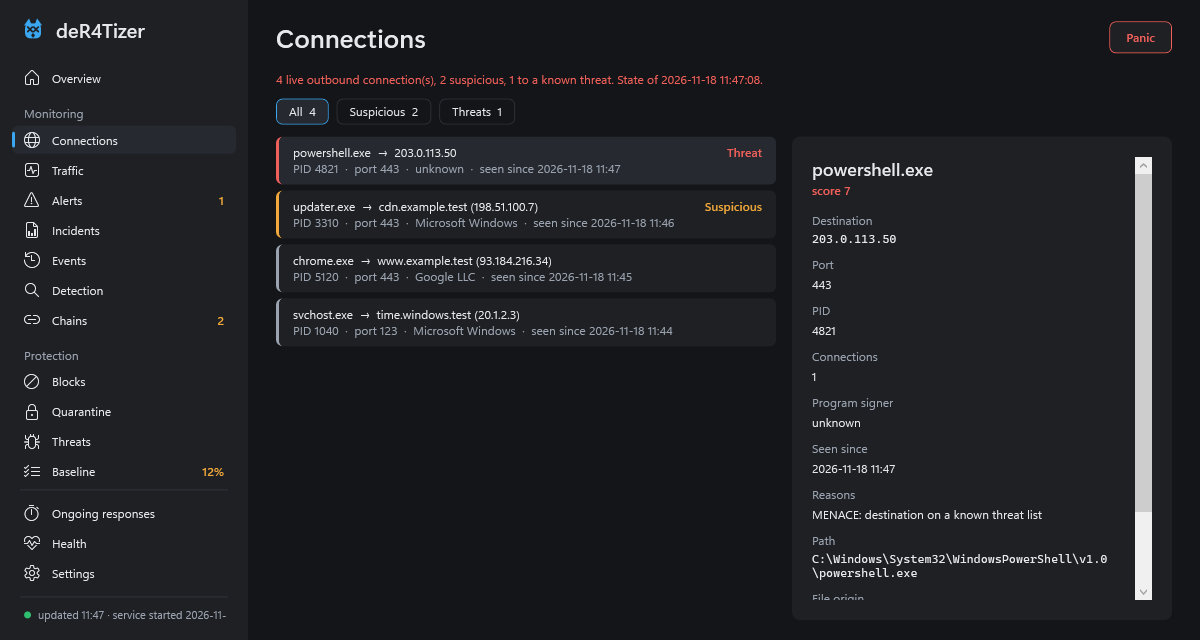 deR4Tizer
Overview
Monitoring
Connections
Traffic
Alerts 1
Incidents
Events
Detection
Chains 2
Protection
Blocks
Quarantine
Threats
Baseline 12%
Ongoing responses
Health
Settings
updated 11:47 · service started 2026-11-
Connections
Panic
4 live outbound connection(s), 2 suspicious, 1 to a known threat. State of 2026-11-18 11:47:08.
All 4
Suspicious 2
Threats 1
powershell.exe → 203.0.113.50 Threat
PID 4821 · port 443 · unknown · seen since 2026-11-18 11:47
updater.exe → cdn.example.test (198.51.100.7) Suspicious
PID 3310 · port 443 · Microsoft Windows · seen since 2026-11-18 11:46
chrome.exe → www.example.test (93.184.216.34)
PID 5120 · port 443 · Google LLC · seen since 2026-11-18 11:45
svchost.exe → time.windows.test (20.1.2.3)
PID 1040 · port 123 · Microsoft Windows · seen since 2026-11-18 11:44
powershell.exe
score 7
Destination
203.0.113.50
Port
443
PID
4821
Connections
1
Program signer
unknown
Seen since
2026-11-18 11:47
Reasons
MENACE: destination on a known threat list
Path
C:\Windows\System32\WindowsPowerShell\v1.0
\powershell.exe
File origin